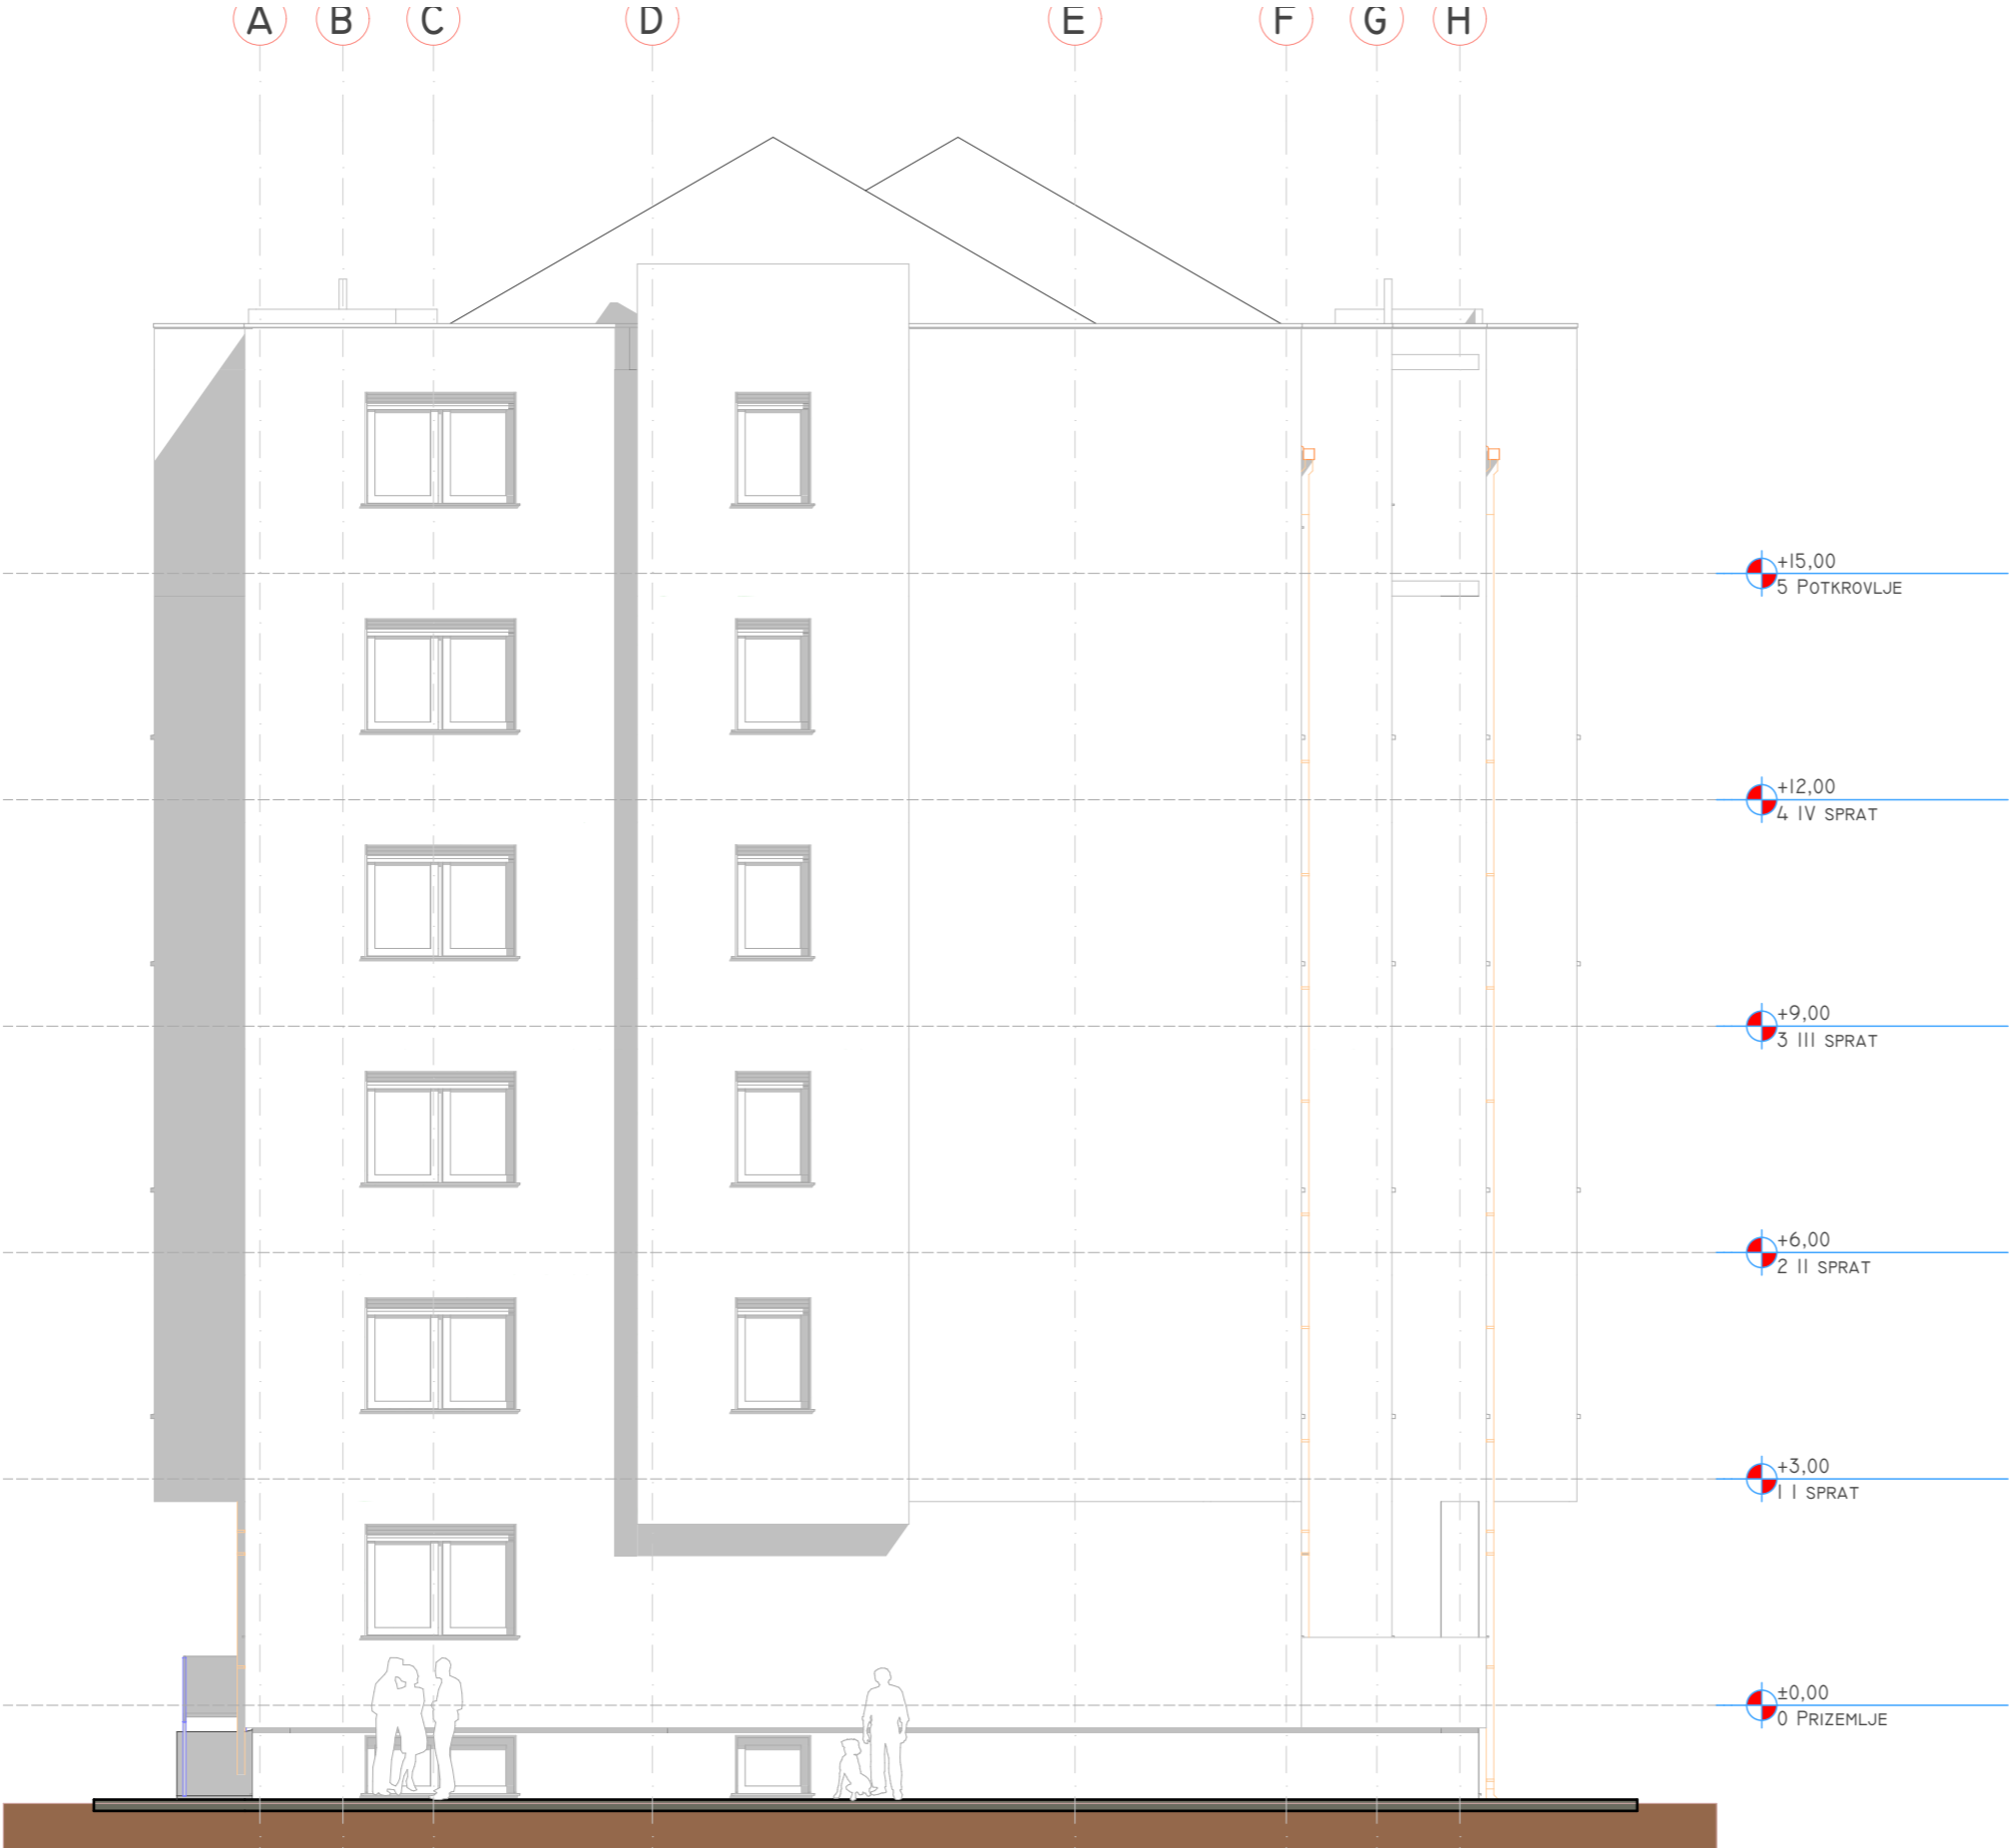 A B C D E F G H
+15,00
5 POTKROVLJE
+12,00
4 IV SPRAT
+9,00
3 III SPRAT
+6,00
2 II SPRAT
+3,00
1 I SPRAT
±0,00
0 PRIZEMLJE